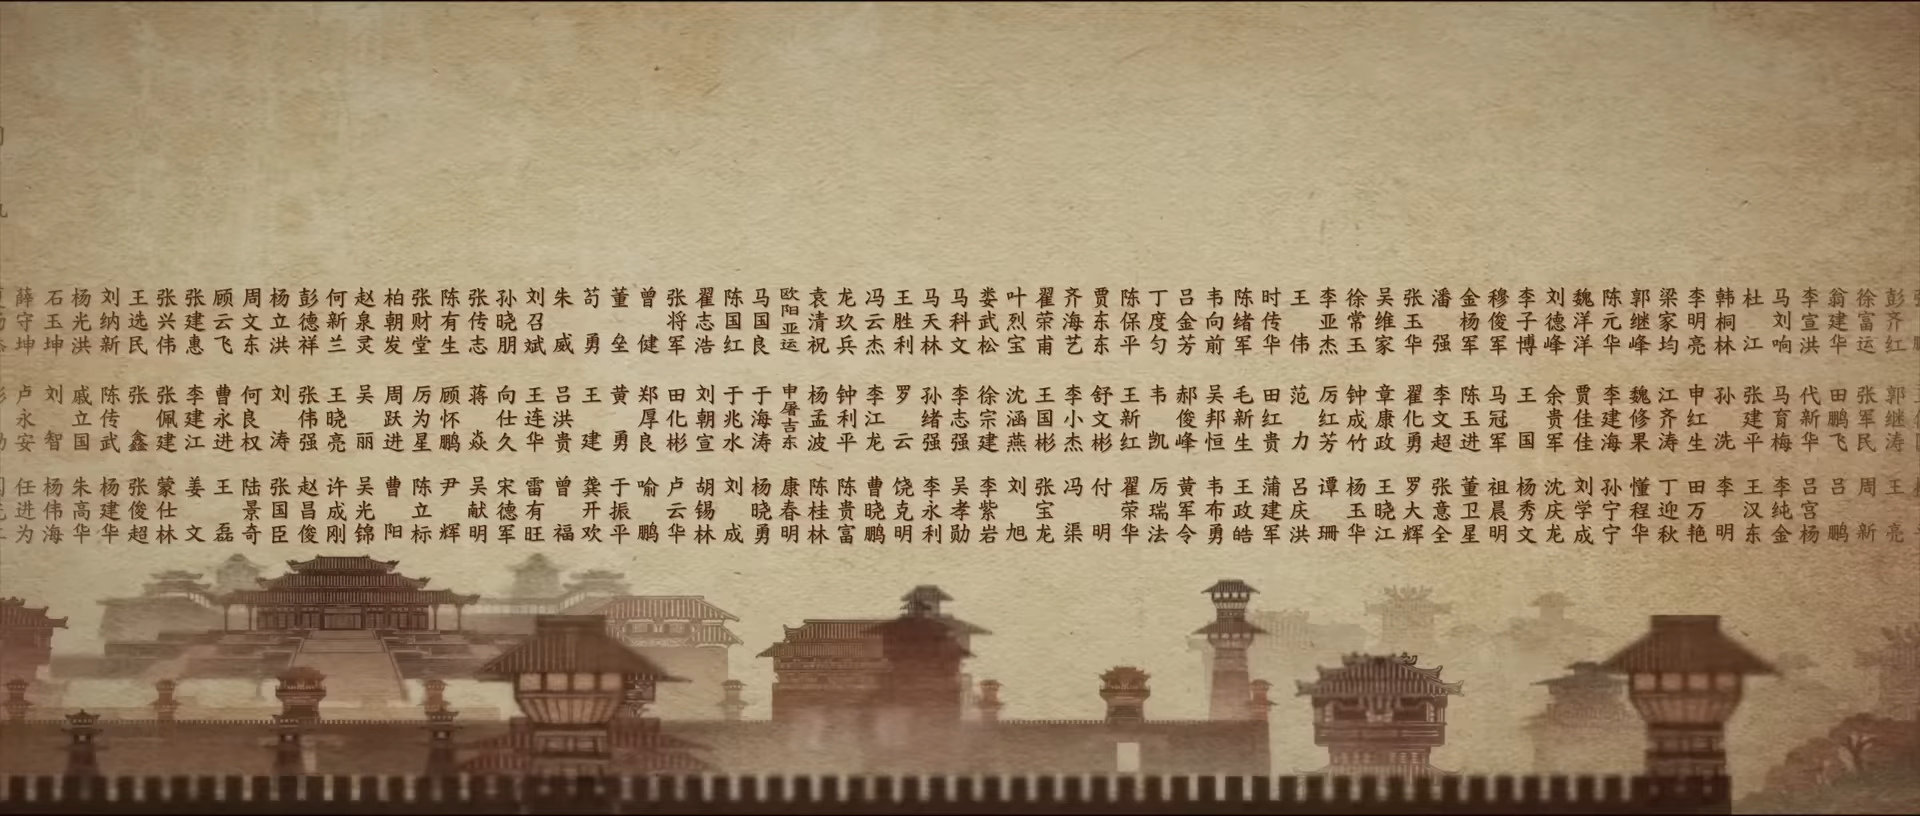 彭齐红
徐富运
翁建华
李宣洪
马刘响
杜江
韩桐林
李明亮
梁家均
郭继峰
陈元华
魏洋洋
刘德峰
李子博
穆俊军
金杨军
潘强
张玉华
吴维家
徐常玉
李亚杰
王伟
时传华
陈绪军
韦向前
吕金芳
丁度匀
陈保平
贾东东
齐海艺
翟荣甫
叶烈宝
娄武松
马科文
马天林
王胜利
冯云杰
龙玖兵
袁清祝
欧阳亚运
马国良
陈国红
翟志浩
张将军
曾健
董垒
苟勇
朱威
刘召斌
孙晓朋
张传志
陈有生
张财堂
柏朝发
赵泉灵
何新兰
彭德祥
杨立洪
周文东
顾云飞
张建惠
张兴伟
王选民
刘纳新
杨光洪
石玉坤
薛守坤
郭继涛
张军民
田鹏飞
代新华
马育梅
张建平
孙洗
申红生
江齐涛
魏修果
李建海
贾佳佳
余贵军
王国
马冠军
陈玉进
李文超
翟化勇
章康政
钟成竹
厉红芳
范力
田红贵
毛新生
吴邦恒
郝俊峰
韦凯
王新红
舒文彬
李小杰
王国彬
沈涵燕
徐宗建
李志强
孙绪强
罗云
李江龙
钟利平
杨孟波
申屠吉东
于海涛
于兆水
刘朝宣
田化彬
郑厚良
黄勇
王建
吕洪贵
王连华
向仕久
蒋焱
顾怀鹏
厉为星
周跃进
吴丽
王晓亮
张伟强
刘涛
何良权
曹永进
李建江
张佩建
张鑫
陈传武
戚立国
刘智
卢永安
王亮
周新
吕鹏
吕宫杨
李纯金
王汉东
李明
田万艳
丁迎秋
懂程华
孙宁宁
刘学成
沈庆龙
杨秀文
祖晨明
董卫星
张意全
罗大辉
王晓江
杨玉华
谭珊
吕庆洪
蒲建军
王政皓
韦布勇
黄军令
厉瑞法
翟荣华
付明
冯渠
张宝龙
刘旭
李紫岩
吴孝勋
李永利
饶克明
曹晓鹏
陈贵富
陈桂林
康春明
杨晓勇
刘成
胡锡林
卢云华
喻鹏
于振平
龚开欢
曾福
雷有旺
宋德军
吴献明
尹辉
陈立标
曹阳
吴光锦
许成刚
赵昌俊
张国臣
陆景奇
王磊
姜文
蒙仕林
张俊超
杨建华
朱高华
杨伟海
任进为